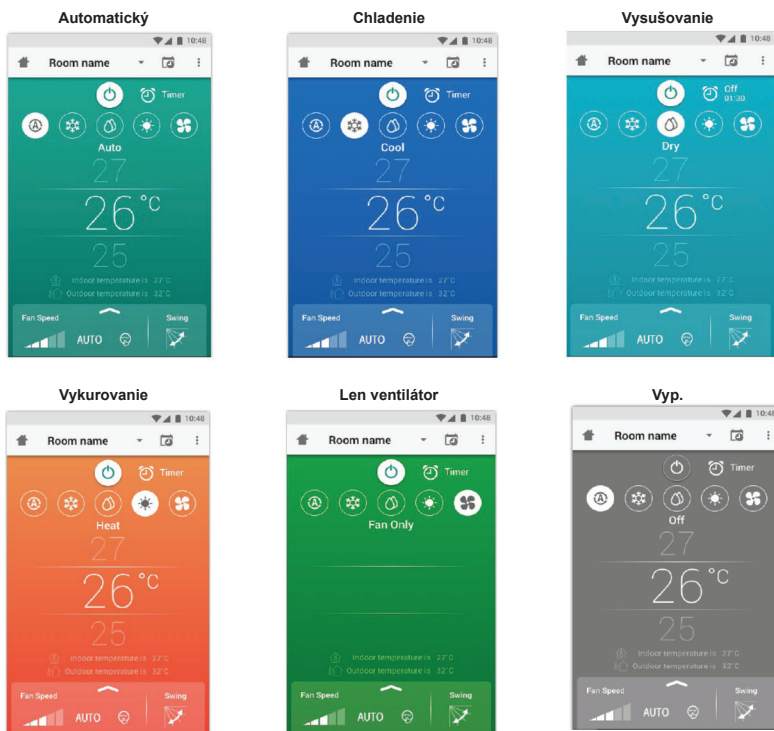 Automatický
10:48
Room name
Timer
Auto
27
26°C
25
Indoor temperature is 27°C
Outdoor temperature is 32°C
Fan Speed
Swing
AUTO
Chladenie
10:48
Room name
Timer
Cool
27
26°C
25
Indoor temperature is 27°C
Outdoor temperature is 32°C
Fan Speed
Swing
AUTO
Vysušovanie
10:48
Room name
Off
01:30
Dry
27
26°C
25
Indoor temperature is 27°C
Outdoor temperature is 32°C
Fan Speed
Swing
AUTO
Vykurovanie
10:48
Room name
Timer
Heat
27
26°C
25
Indoor temperature is 27°C
Outdoor temperature is 32°C
Fan Speed
Swing
AUTO
Len ventilátor
10:48
Room name
Timer
Fan Only
Indoor temperature is 27°C
Outdoor temperature is 32°C
Fan Speed
Swing
AUTO
Vyp.
10:48
Room name
Timer
Off
27
26°C
25
Indoor temperature is 27°C
Outdoor temperature is 32°C
Fan Speed
Swing
AUTO